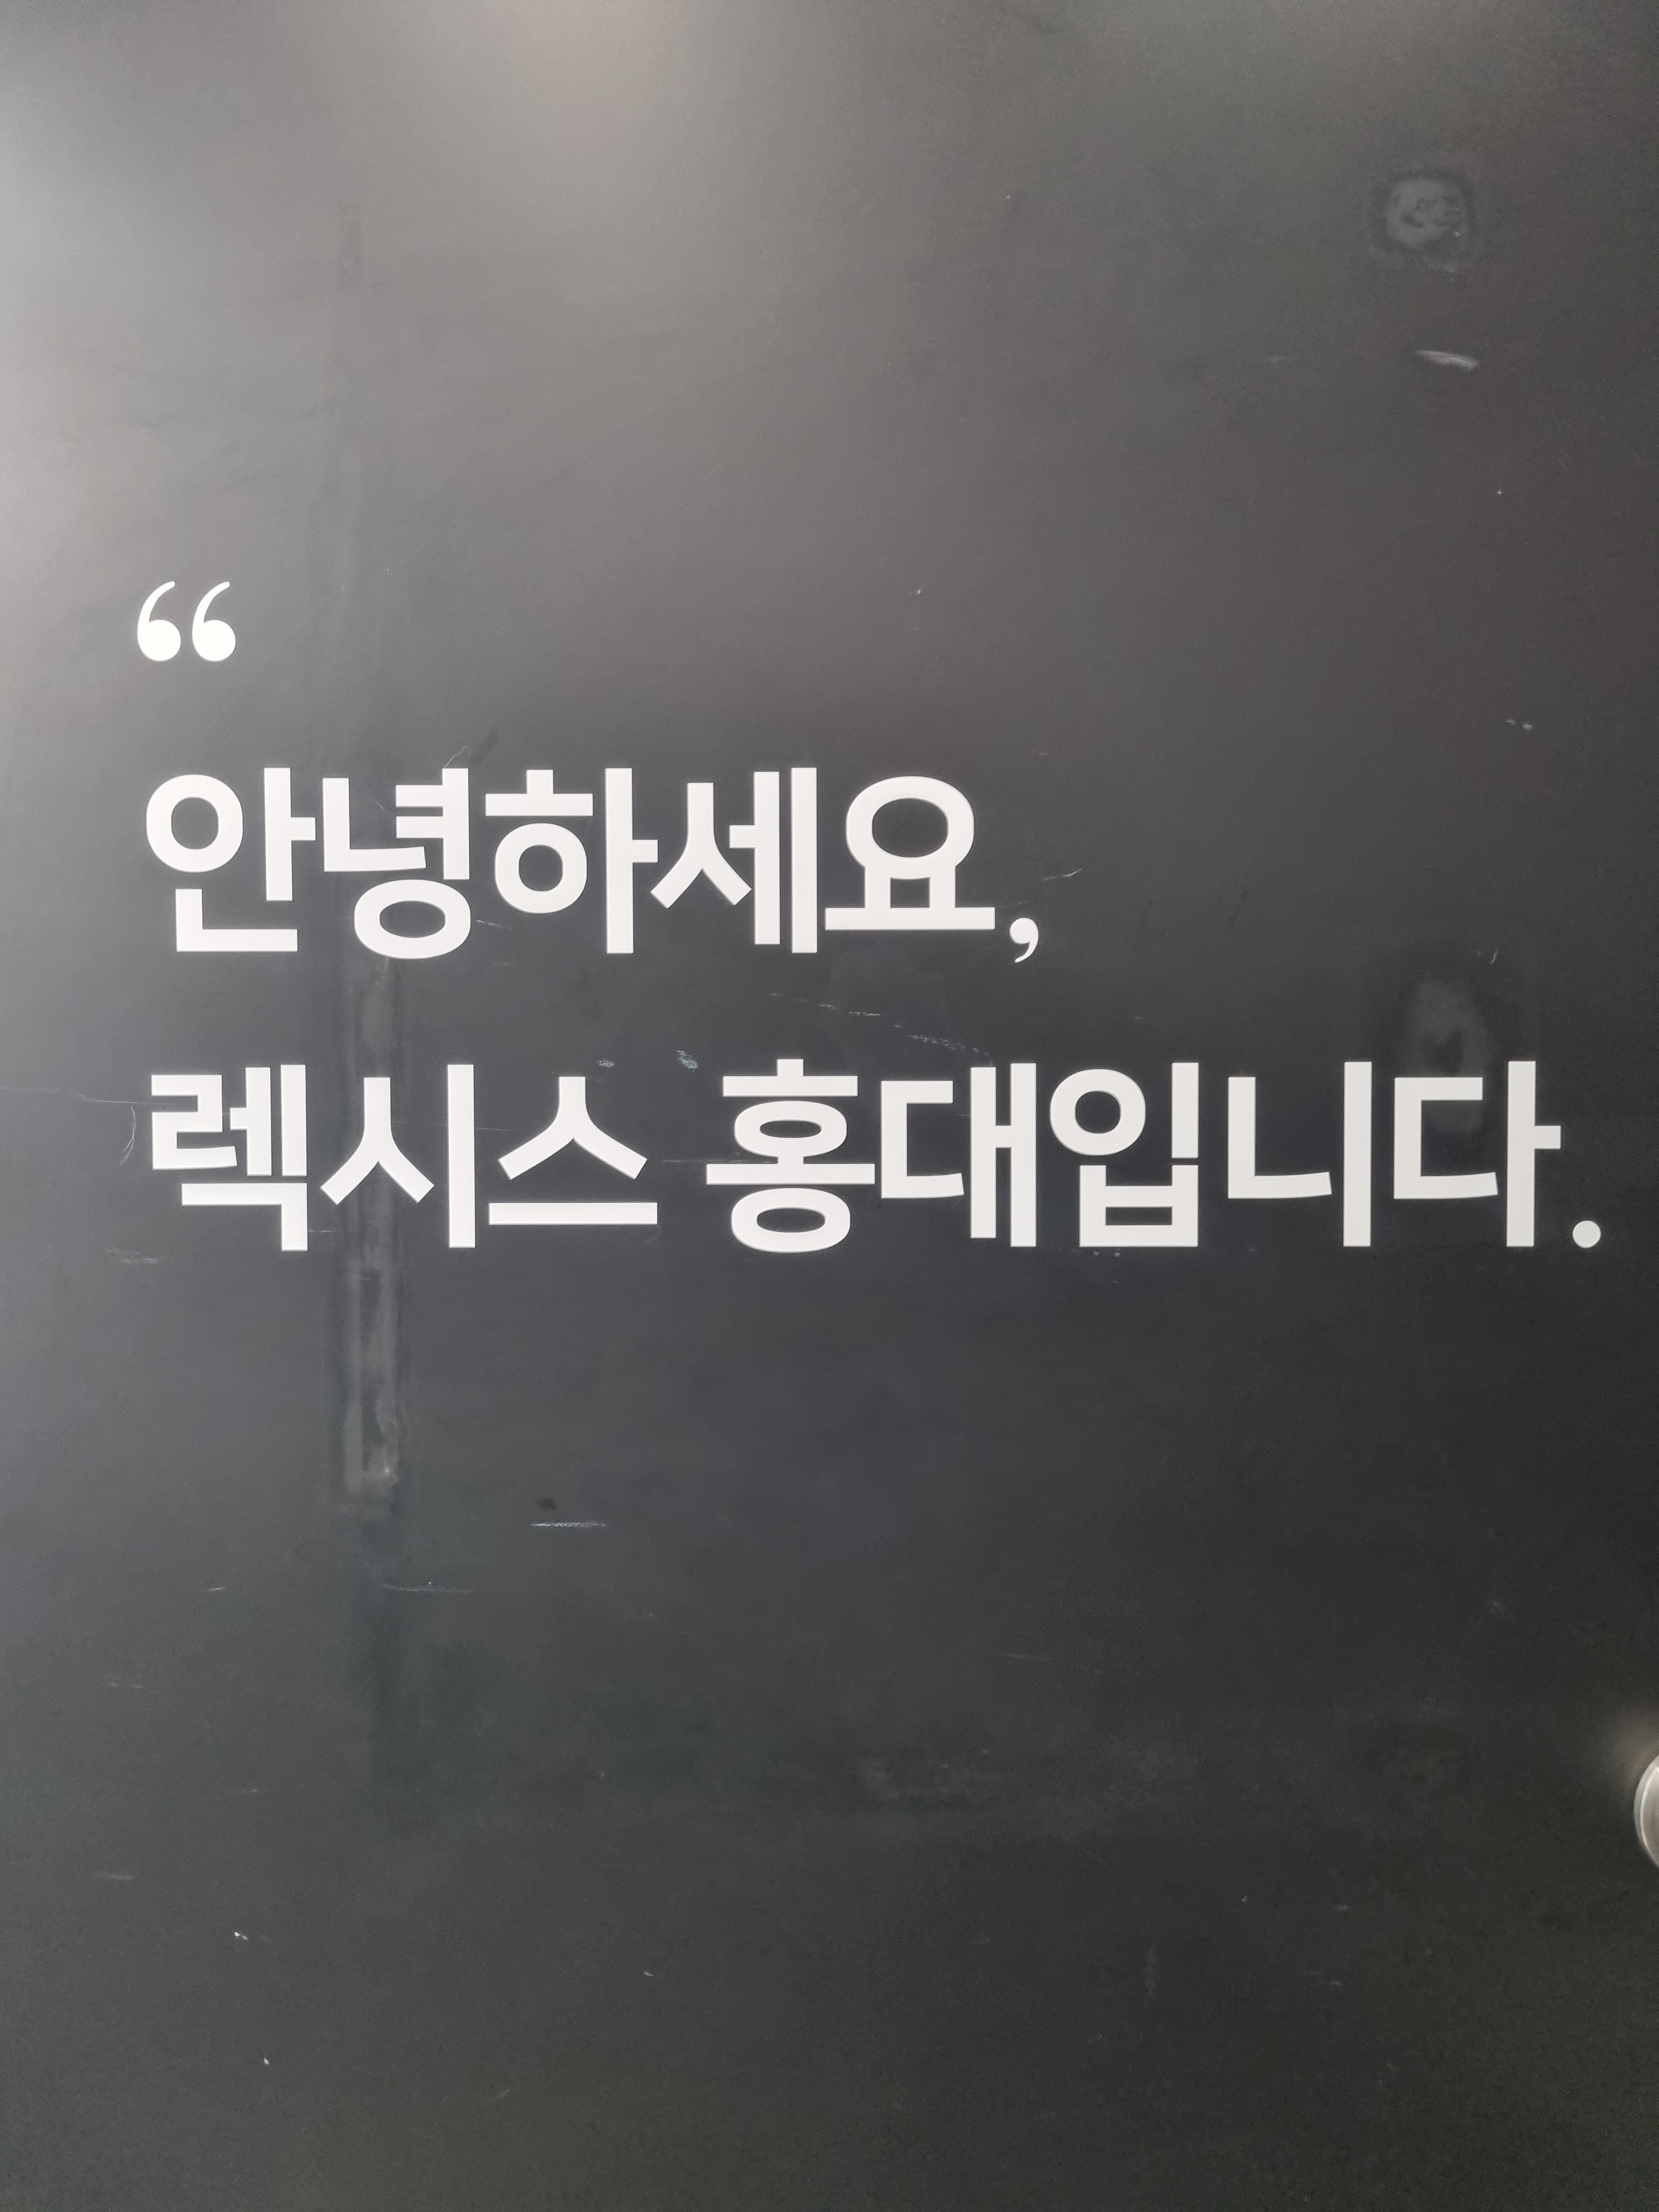 “
안녕하세요,
렉시스 홍대입니다.